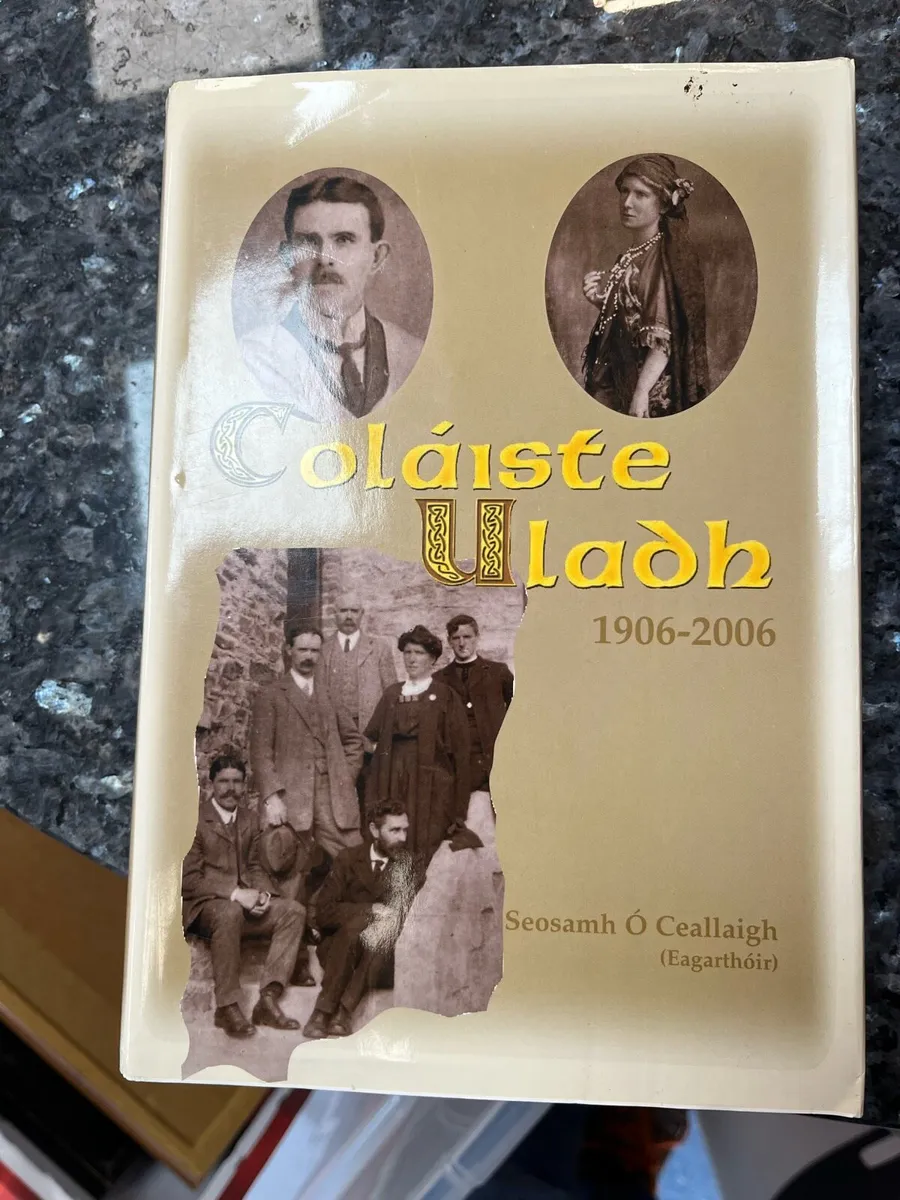 Coláiste
Uladh
1906-2006
Seosamh Ó Ceallaigh
(Eagarthóir)